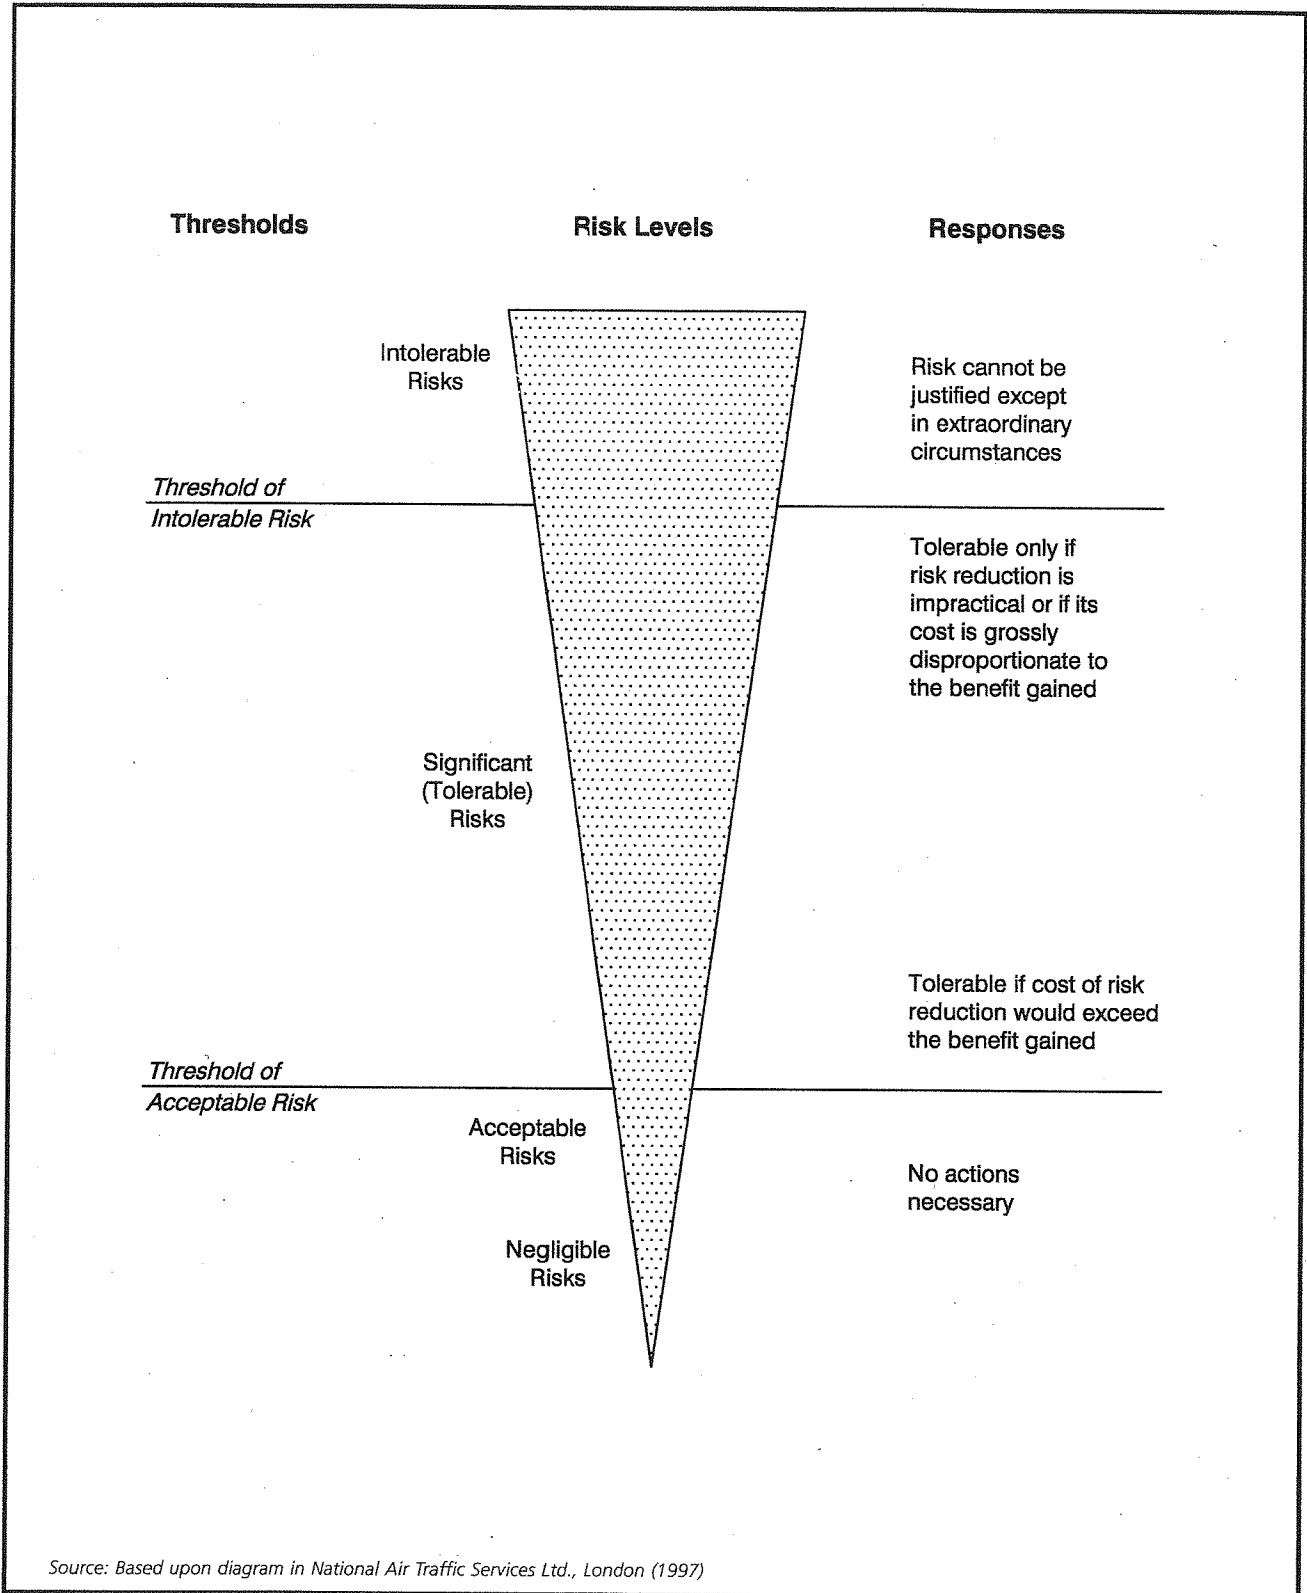 Thresholds
Risk Levels
Responses
Intolerable
Risks
Risk cannot be
justified except
in extraordinary
circumstances
Threshold of
Intolerable Risk
Tolerable only if
risk reduction is
impractical or if its
cost is grossly
disproportionate to
the benefit gained
Significant
(Tolerable)
Risks
Tolerable if cost of risk
reduction would exceed
the benefit gained
Threshold of
Acceptable Risk
Acceptable
Risks
No actions
necessary
Negligible
Risks
Source: Based upon diagram in National Air Traffic Services Ltd., London (1997)